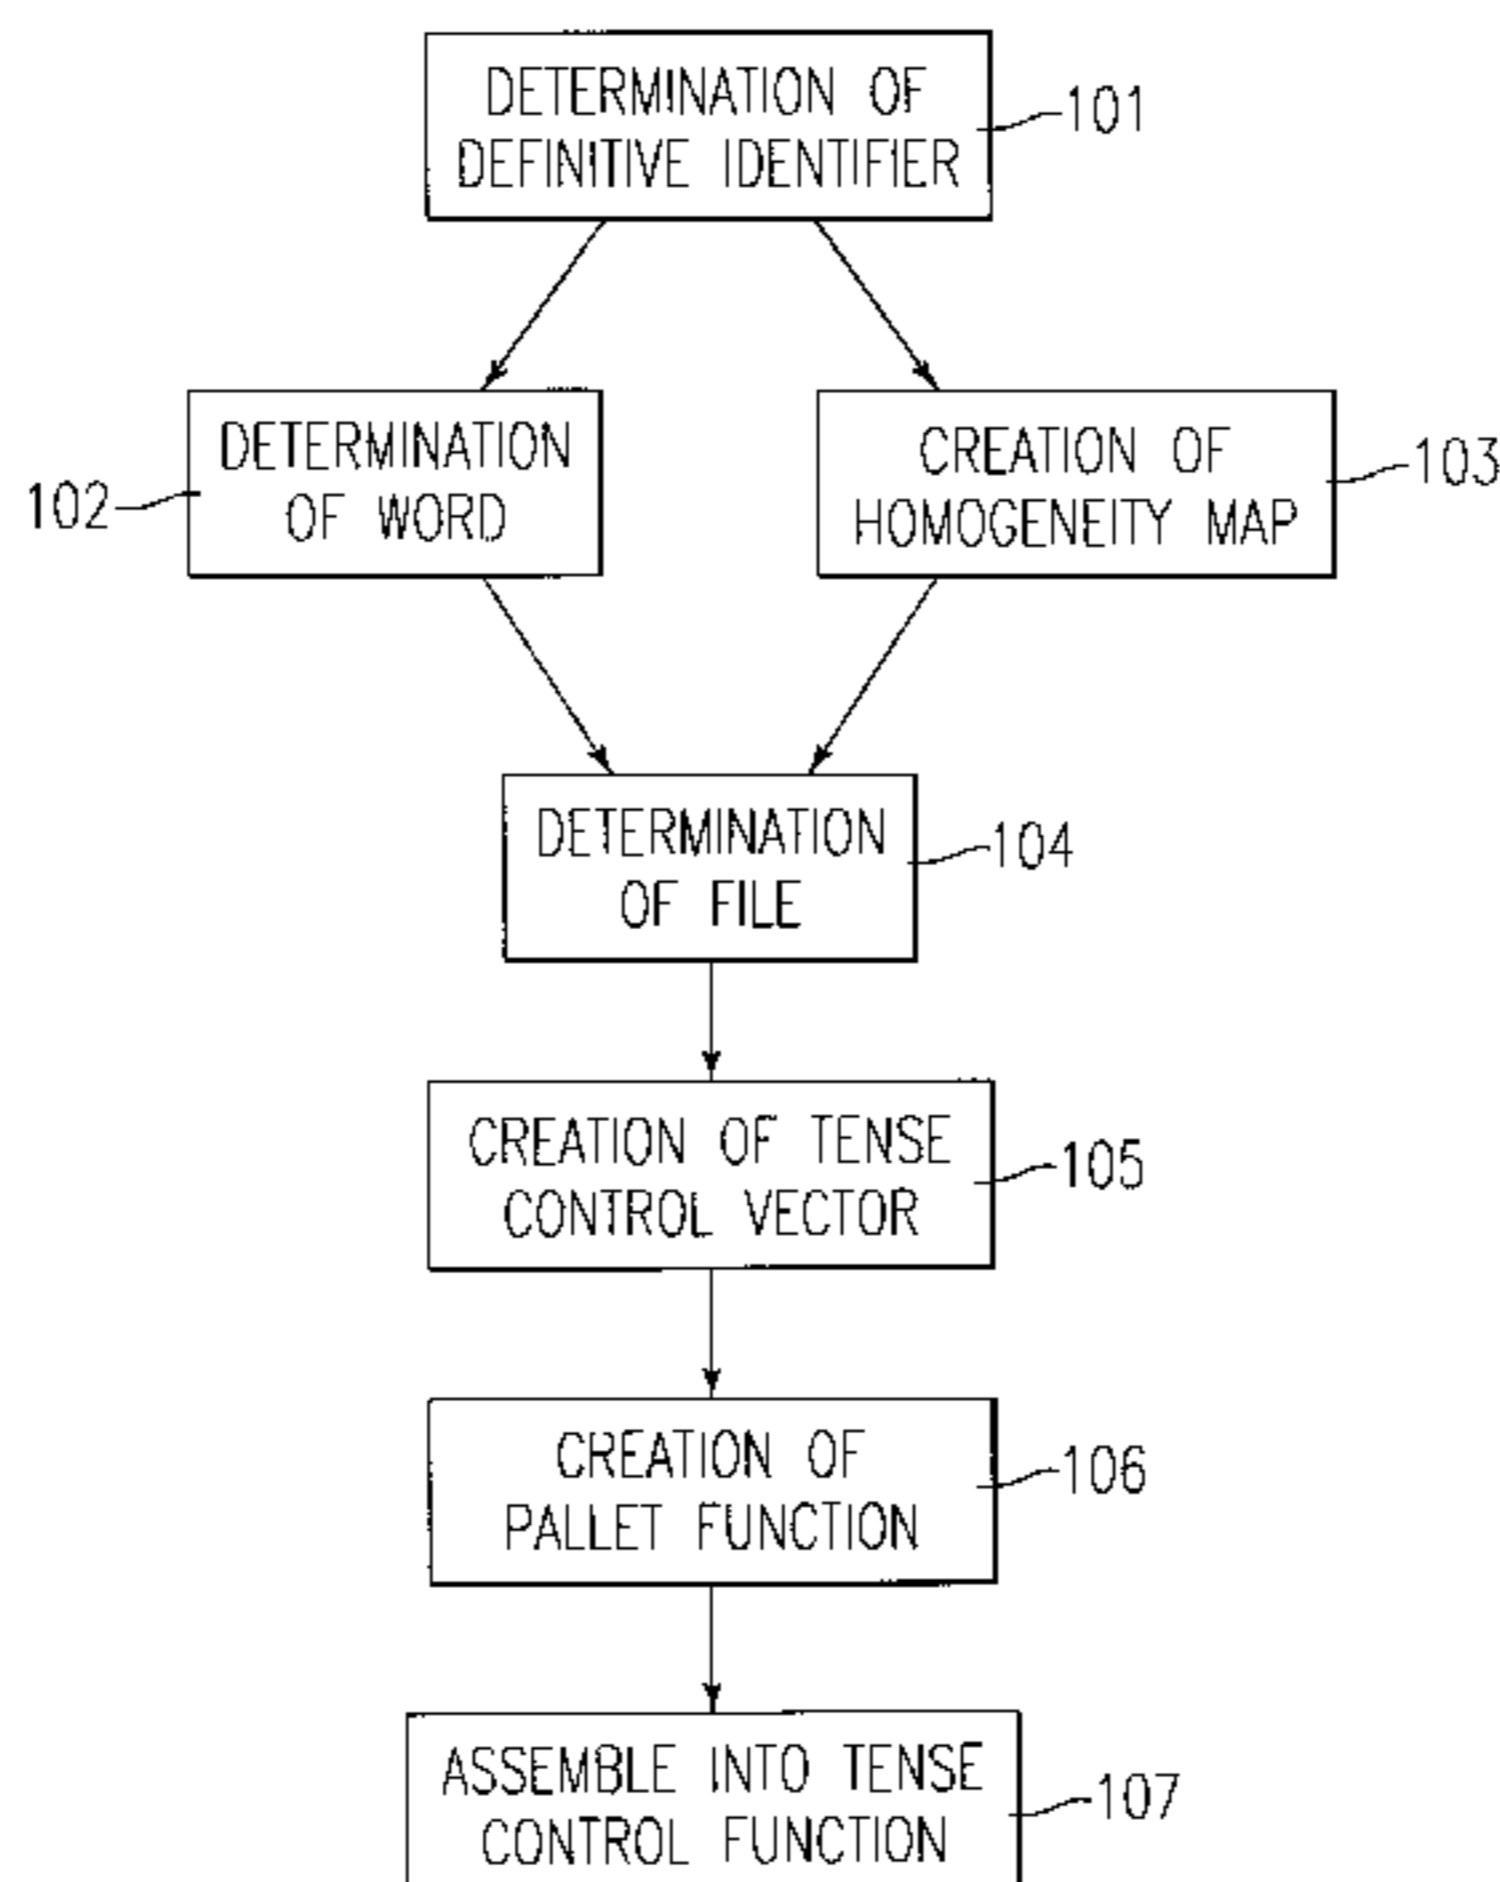 DETERMINATION OF
DEFINITIVE IDENTIFIER
101
DETERMINATION
OF WORD
102
CREATION OF
HOMOGENEITY MAP
103
DETERMINATION
OF FILE
104
CREATION OF TENSE
CONTROL VECTOR
105
CREATION OF
PALLET FUNCTION
106
ASSEMBLE INTO TENSE
CONTROL FUNCTION
107